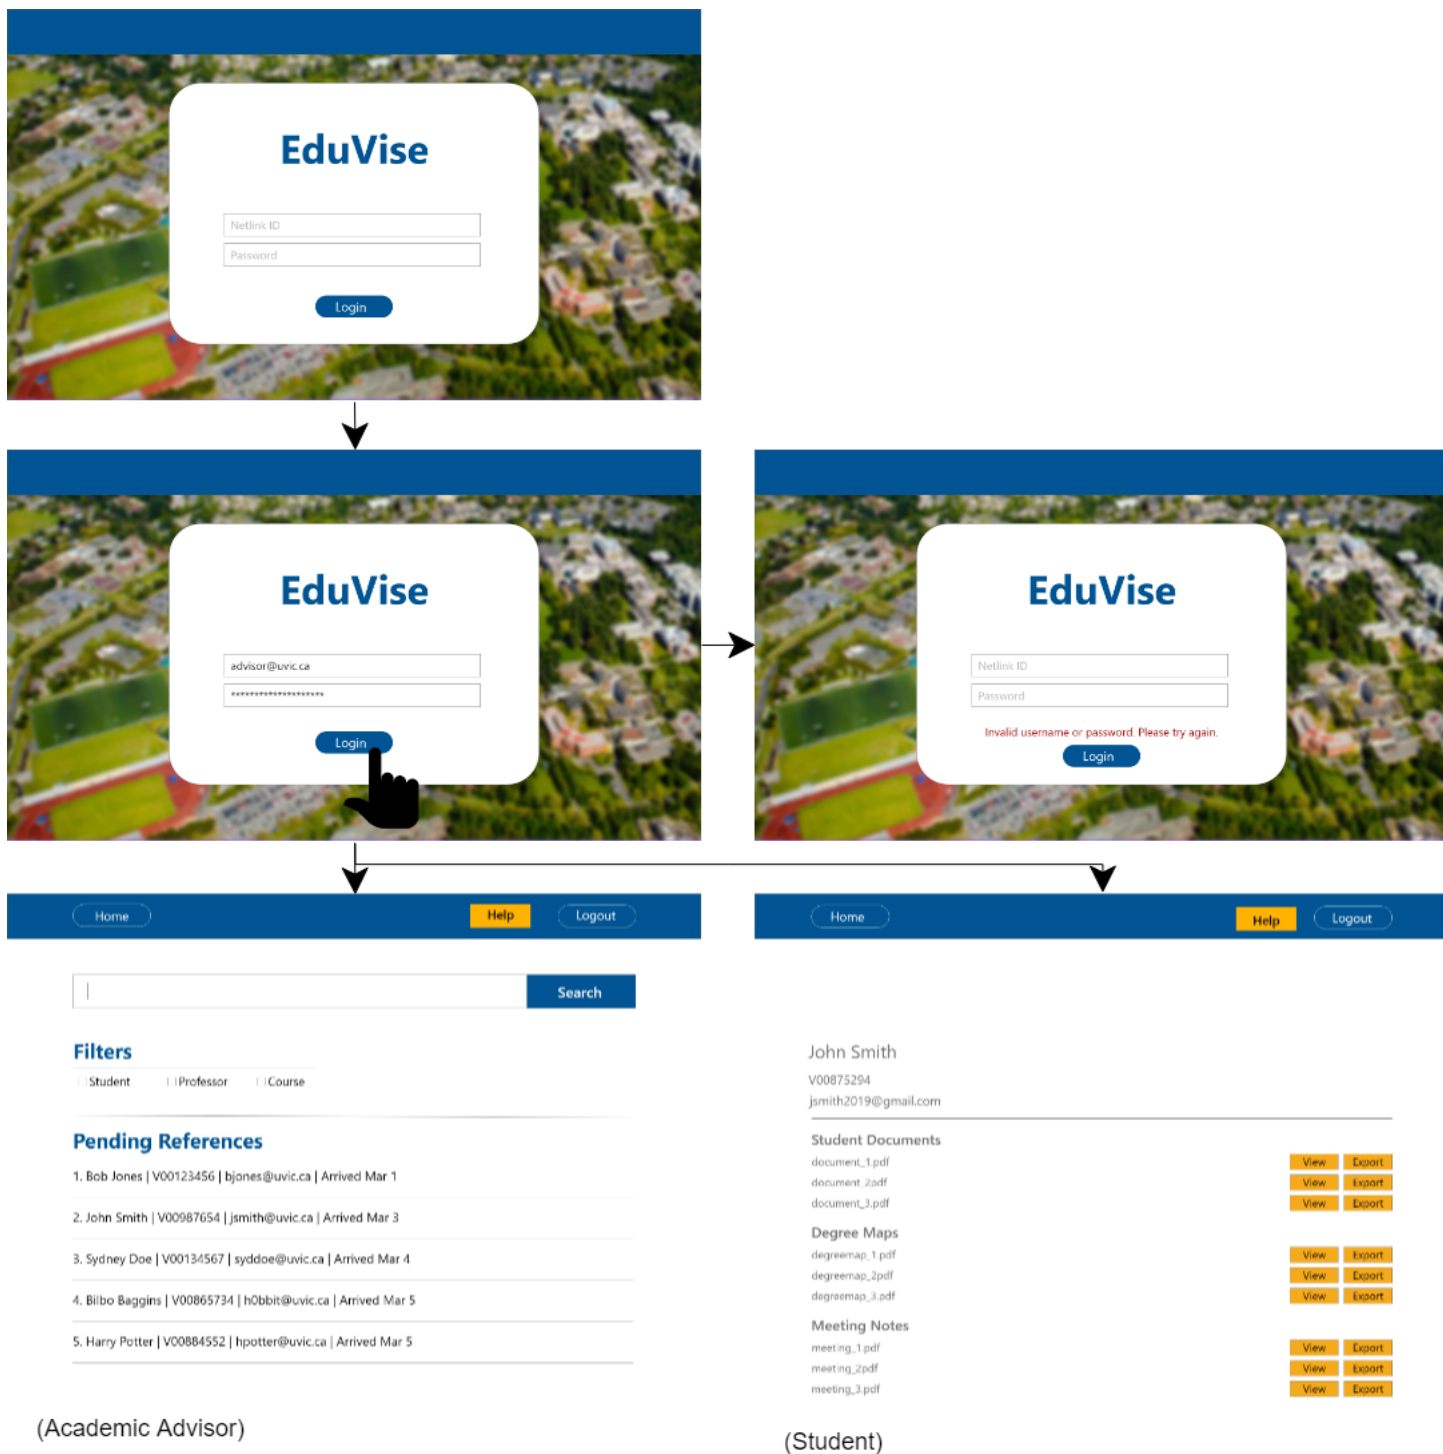 EduVise
Netlink ID
Password
Login
EduVise
advisor@uvic.ca
********************
Login
EduVise
Netlink ID
Password
Invalid username or password. Please try again.
Login
Home Help Logout
Search
Filters
Student Professor Course
Pending References
1. Bob Jones | V00123456 | bjones@uvic.ca | Arrived Mar 1
2. John Smith | V00987654 | jsmith@uvic.ca | Arrived Mar 3
3. Sydney Doe | V00134567 | syddoe@uvic.ca | Arrived Mar 4
4. Bilbo Baggins | V00865734 | h0bbit@uvic.ca | Arrived Mar 5
5. Harry Potter | V00884552 | hpotter@uvic.ca | Arrived Mar 5
(Academic Advisor)
Home Help Logout
John Smith
V00875294
jsmith2019@gmail.com
Student Documents
document_1.pdf View Export
document_2pdf View Export
document_3.pdf View Export
Degree Maps
degreemap_1.pdf View Export
degreemap_2pdf View Export
degreemap_3.pdf View Export
Meeting Notes
meeting_1.pdf View Export
meeting_2pdf View Export
meeting_3.pdf View Export
(Student)